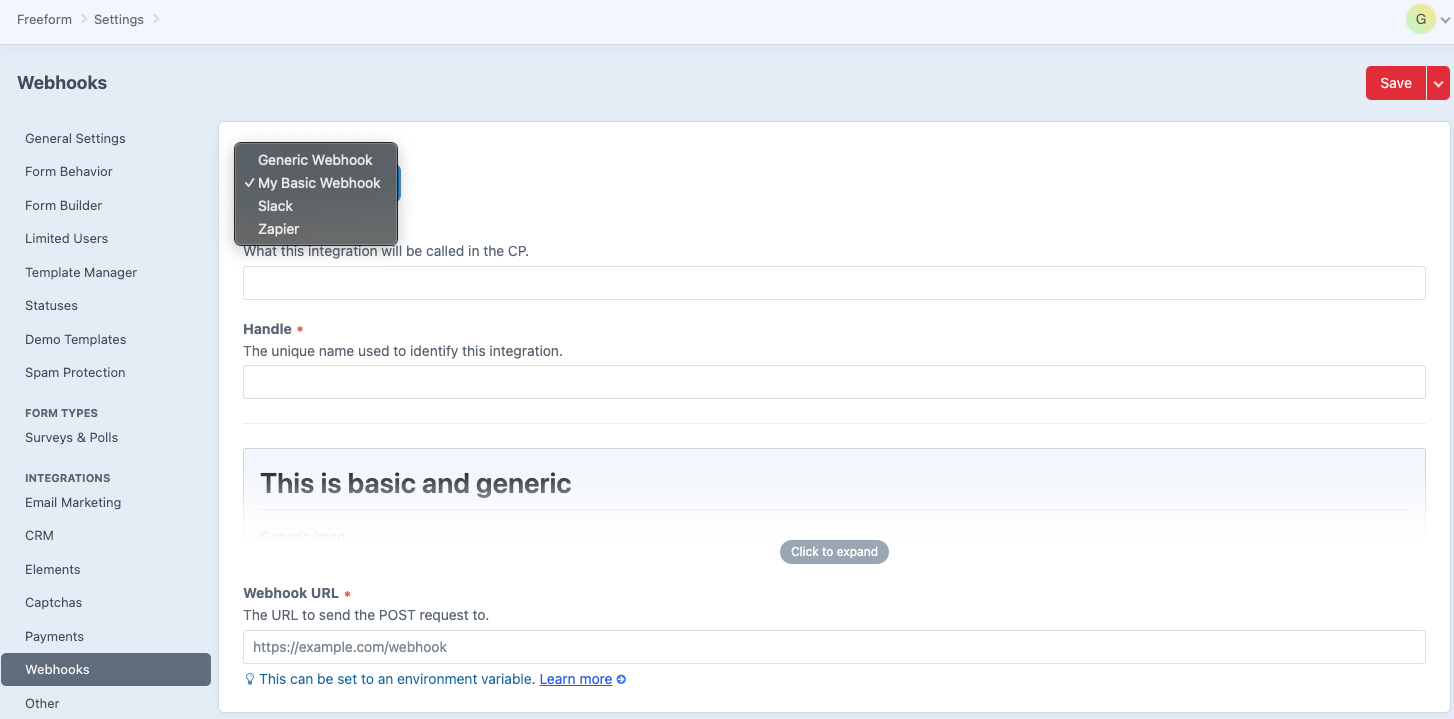 Freeform
Settings
G
Webhooks
Save
General Settings
Form Behavior
Form Builder
Limited Users
Template Manager
Statuses
Demo Templates
Spam Protection
FORM TYPES
Surveys & Polls
INTEGRATIONS
Email Marketing
CRM
Elements
Captchas
Payments
Webhooks
Other
Generic Webhook
✓ My Basic Webhook
Slack
Zapier
What this integration will be called in the CP.
Handle *
The unique name used to identify this integration.
This is basic and generic
Generic Imag
Click to expand
Webhook URL *
The URL to send the POST request to.
https://example.com/webhook
This can be set to an environment variable. Learn more